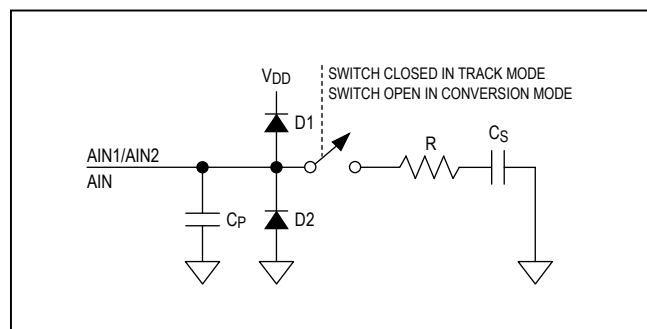 VDD
SWITCH CLOSED IN TRACK MODE
SWITCH OPEN IN CONVERSION MODE
D1
AIN1/AIN2
AIN
R
CS
CP
D2